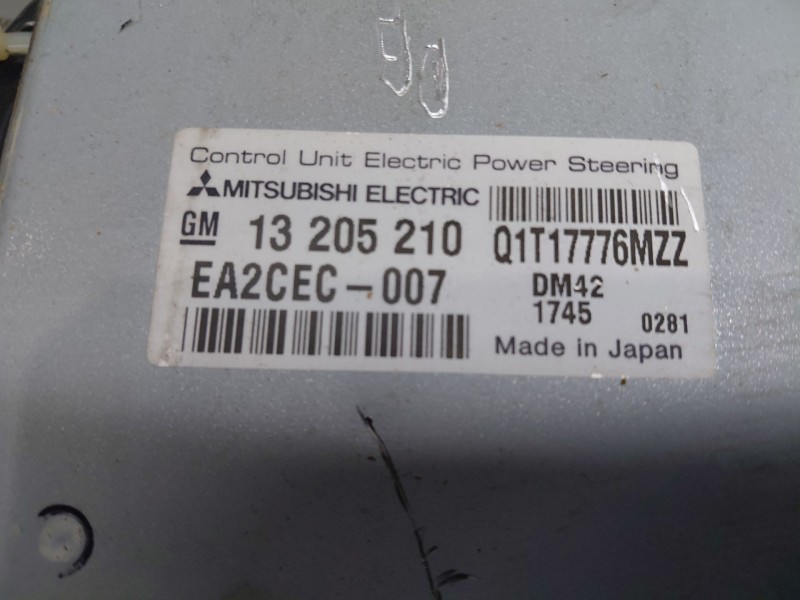 90
Control Unit Electric Power Steering
MITSUBISHI ELECTRIC
GM 13 205 210
Q1T17776MZZ
EA2CEC-007
DM42
1745
0281
Made in Japan